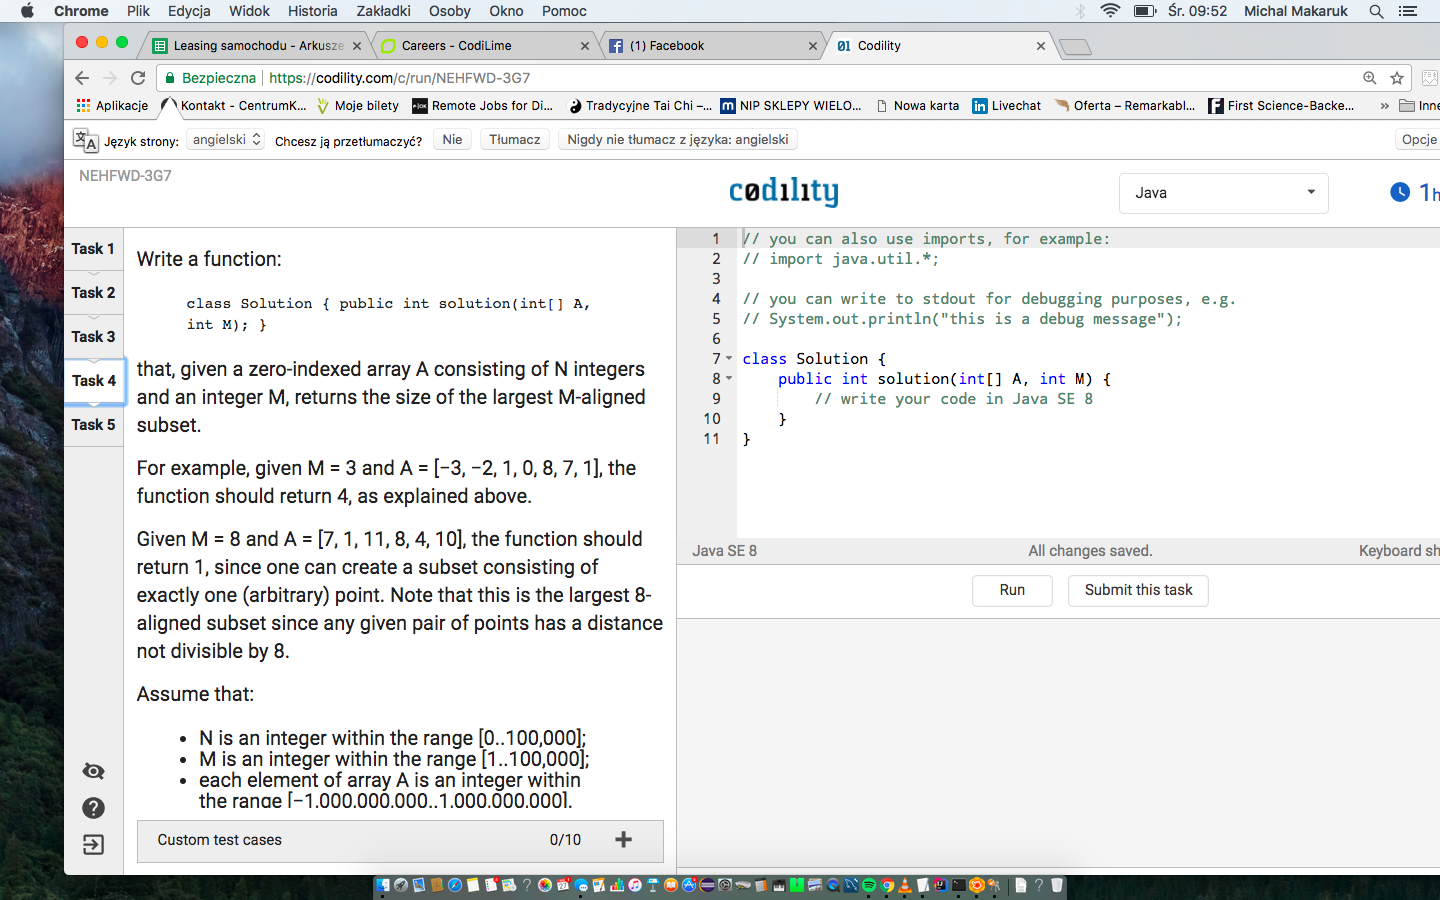 Chrome Plik Edycja Widok Historia Zakładki Osoby Okno Pomoc Śr. 09:52 Michal Makaruk
Leasing samochodu - Arkusze Careers - CodiLime (1) Facebook Codility
Bezpieczna https://codility.com/c/run/NEHFWD-3G7
Aplikacje Kontakt - CentrumK... Moje bilety Remote Jobs for Di... Tradycyjne Tai Chi –... NIP SKLEPY WIELO... Nowa karta Livechat Oferta – Remarkabl... First Science-Backe... » Inne
Język strony: angielski Chcesz ją przetłumaczyć? Nie Tłumacz Nigdy nie tłumacz z języka: angielski Opcje
NEHFWD-3G7
codility
Java
1h
Task 1
Task 2
Task 3
Task 4
Task 5
Write a function:
class Solution { public int solution(int[] A,
int M); }
that, given a zero-indexed array A consisting of N integers
and an integer M, returns the size of the largest M-aligned
subset.
For example, given M = 3 and A = [−3, −2, 1, 0, 8, 7, 1], the
function should return 4, as explained above.
Given M = 8 and A = [7, 1, 11, 8, 4, 10], the function should
return 1, since one can create a subset consisting of
exactly one (arbitrary) point. Note that this is the largest 8-
aligned subset since any given pair of points has a distance
not divisible by 8.
Assume that:
• N is an integer within the range [0..100,000];
• M is an integer within the range [1..100,000];
• each element of array A is an integer within
the range [−1,000,000,000..1,000,000,000].
Custom test cases 0/10 +
1 // you can also use imports, for example:
2 // import java.util.*;
3
4 // you can write to stdout for debugging purposes, e.g.
5 // System.out.println("this is a debug message");
6
7 class Solution {
8 public int solution(int[] A, int M) {
9 // write your code in Java SE 8
10 }
11 }
Java SE 8 All changes saved. Keyboard sh
Run Submit this task